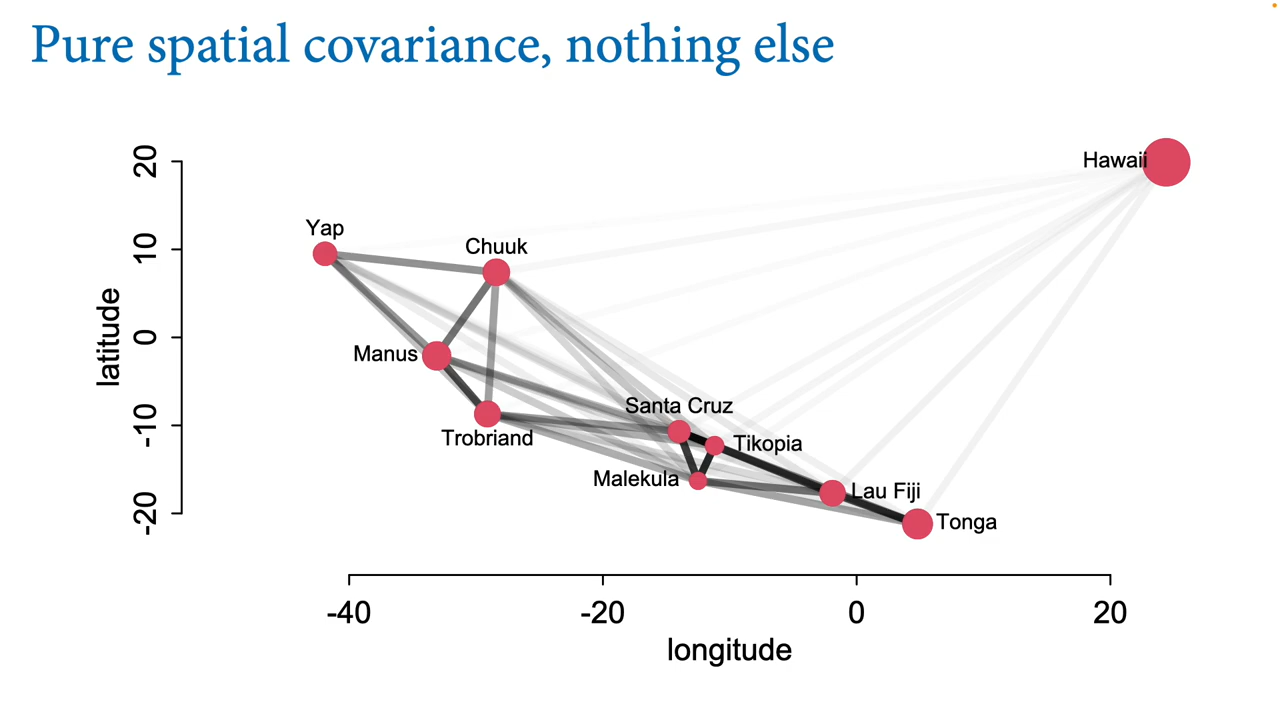 Pure spatial covariance, nothing else
20
10
0
-10
-20
latitude
Hawaii
Yap
Chuuk
Manus
Trobriand
Santa Cruz
Tikopia
Malekula
Lau Fiji
Tonga
-40 -20 0 20
longitude